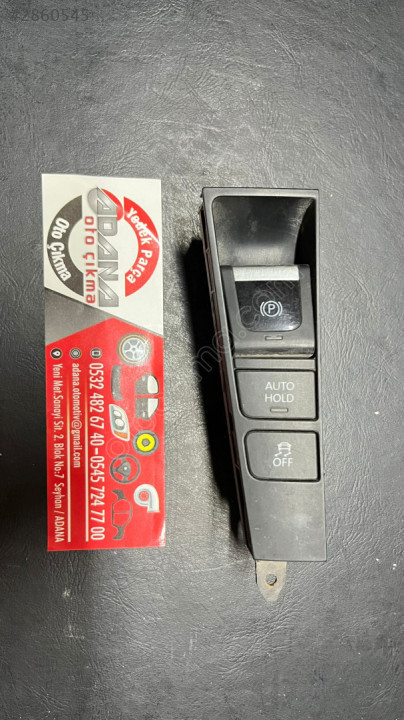 #2860545
Yedek Parça
ADANA
oto çıkma
Oto Çıkma
0532 482 67 40-0545 724 77 00
adana.otomotiv@gmail.com
Yeni Met.Sanayi Sit. 2. Blok No:7 Seyhan / ADANA
P
AUTO
HOLD
OFF